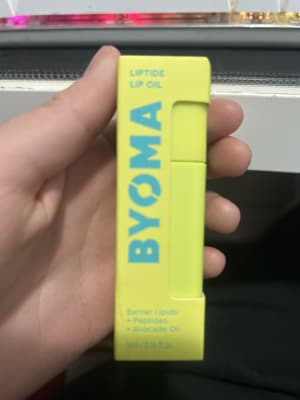 LIPTIDE
LIP OIL
BYOMA
Barrier Lipids
+ Peptides
+ Avocado Oil